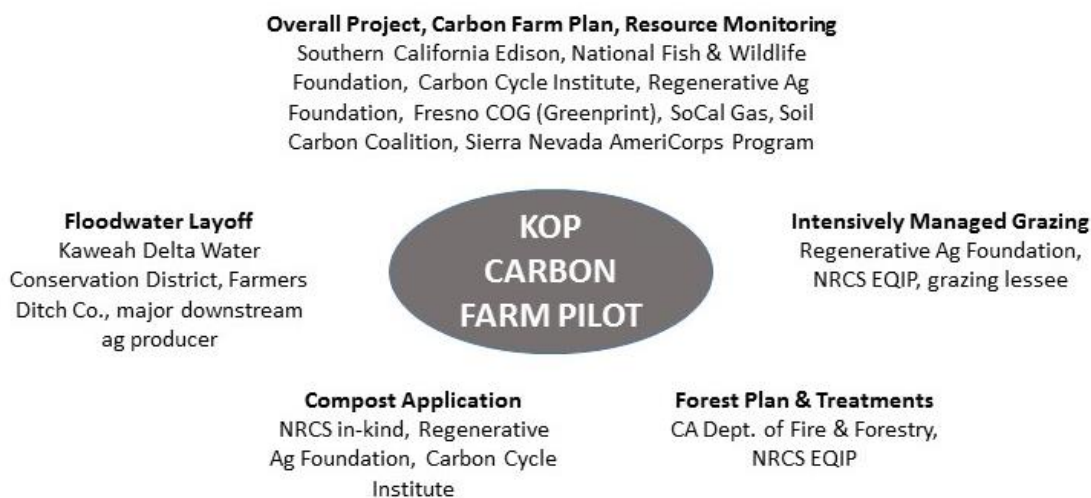 Overall Project, Carbon Farm Plan, Resource Monitoring
Southern California Edison, National Fish & Wildlife
Foundation, Carbon Cycle Institute, Regenerative Ag
Foundation, Fresno COG (Greenprint), SoCal Gas, Soil
Carbon Coalition, Sierra Nevada AmeriCorps Program
Floodwater Layoff
Kaweah Delta Water
Conservation District, Farmers
Ditch Co., major downstream
ag producer
KOP
CARBON
FARM PILOT
Intensively Managed Grazing
Regenerative Ag Foundation,
NRCS EQIP, grazing lessee
Compost Application
NRCS in-kind, Regenerative
Ag Foundation, Carbon Cycle
Institute
Forest Plan & Treatments
CA Dept. of Fire & Forestry,
NRCS EQIP